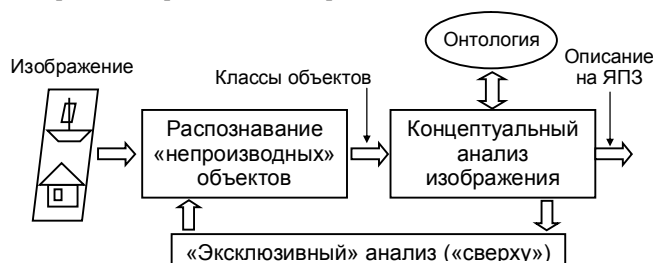 Онтология
Описание
на ЯПЗ
Изображение
Классы объектов
Распознавание
«непроизводных»
объектов
Концептуальный
анализ
изображения
«Эксклюзивный» анализ («сверху»)